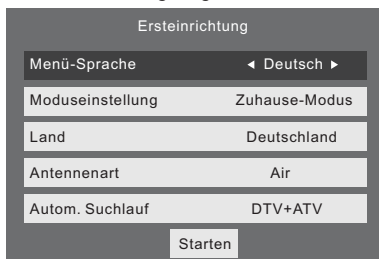 Ersteinrichtung
Menü-Sprache ◄ Deutsch ►
Moduseinstellung Zuhause-Modus
Land Deutschland
Antennenart Air
Autom. Suchlauf DTV+ATV
Starten